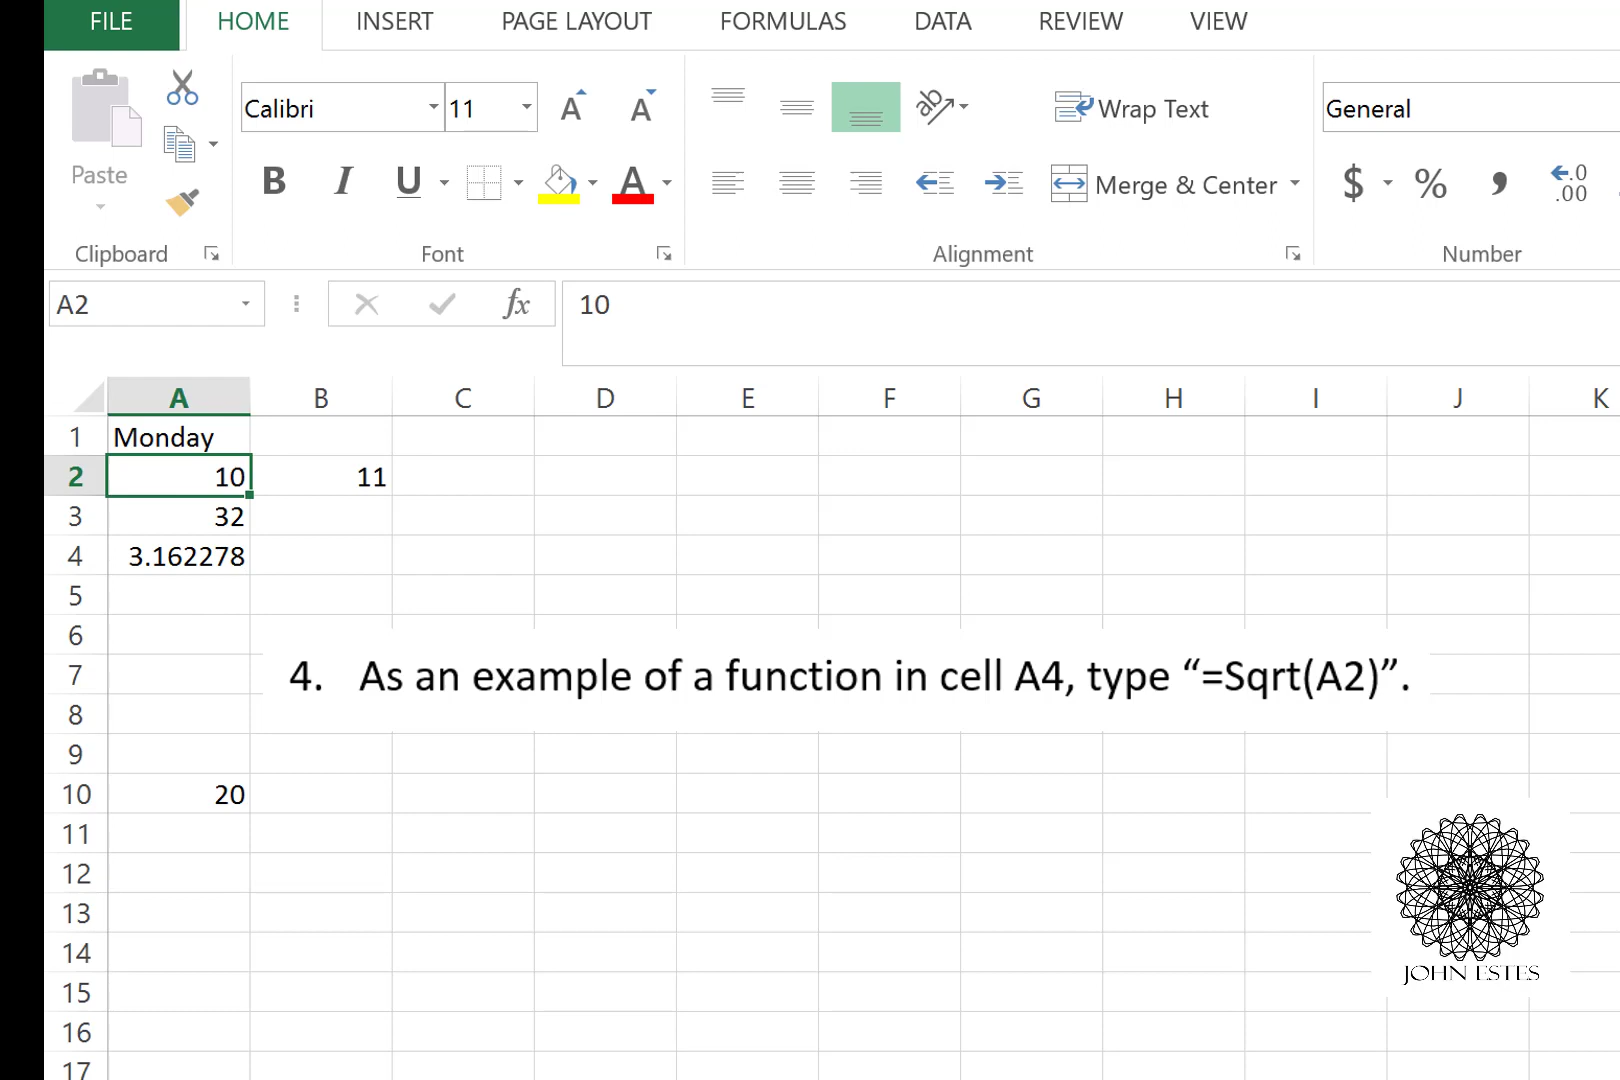 FILE HOME INSERT PAGE LAYOUT FORMULAS DATA REVIEW VIEW
Calibri 11 A A ab Wrap Text General
Paste B I U A Merge & Center $ % , .0 .00
Clipboard Font Alignment Number
A2 fx 10
A B C D E F G H I J K
1 Monday
2 10 11
3 32
4 3.162278
5
6
7
4. As an example of a function in cell A4, type “=Sqrt(A2)”.
8
9
10 20
11
12
13
14
JOHN ESTES
15
16
17